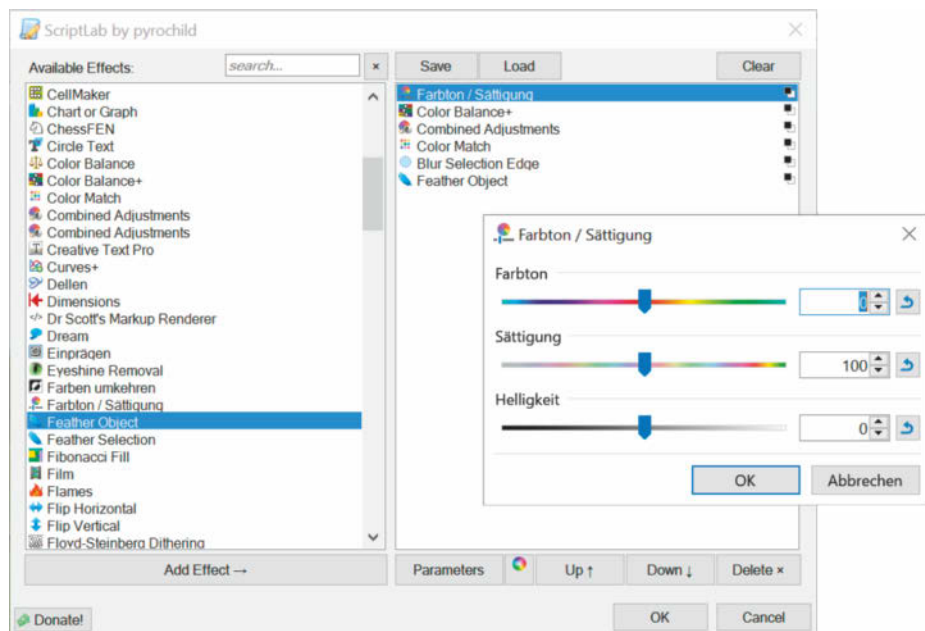 ScriptLab by pyrochild
Available Effects:
search...
×
Save
Load
Clear
CellMaker
Chart or Graph
ChessFEN
Circle Text
Color Balance
Color Balance+
Color Match
Combined Adjustments
Combined Adjustments
Creative Text Pro
Curves+
Dellen
Dimensions
Dr Scott's Markup Renderer
Dream
Einprägen
Eyeshine Removal
Farben umkehren
Farbton / Sättigung
Feather Object
Feather Selection
Fibonacci Fill
Film
Flames
Flip Horizontal
Flip Vertical
Floyd-Steinberg Dithering
Farbton / Sättigung
Color Balance+
Combined Adjustments
Color Match
Blur Selection Edge
Feather Object
Farbton / Sättigung
Farbton
0
Sättigung
100
Helligkeit
0
OK
Abbrechen
Add Effect →
Parameters
Up ↑
Down ↓
Delete ×
Donate!
OK
Cancel